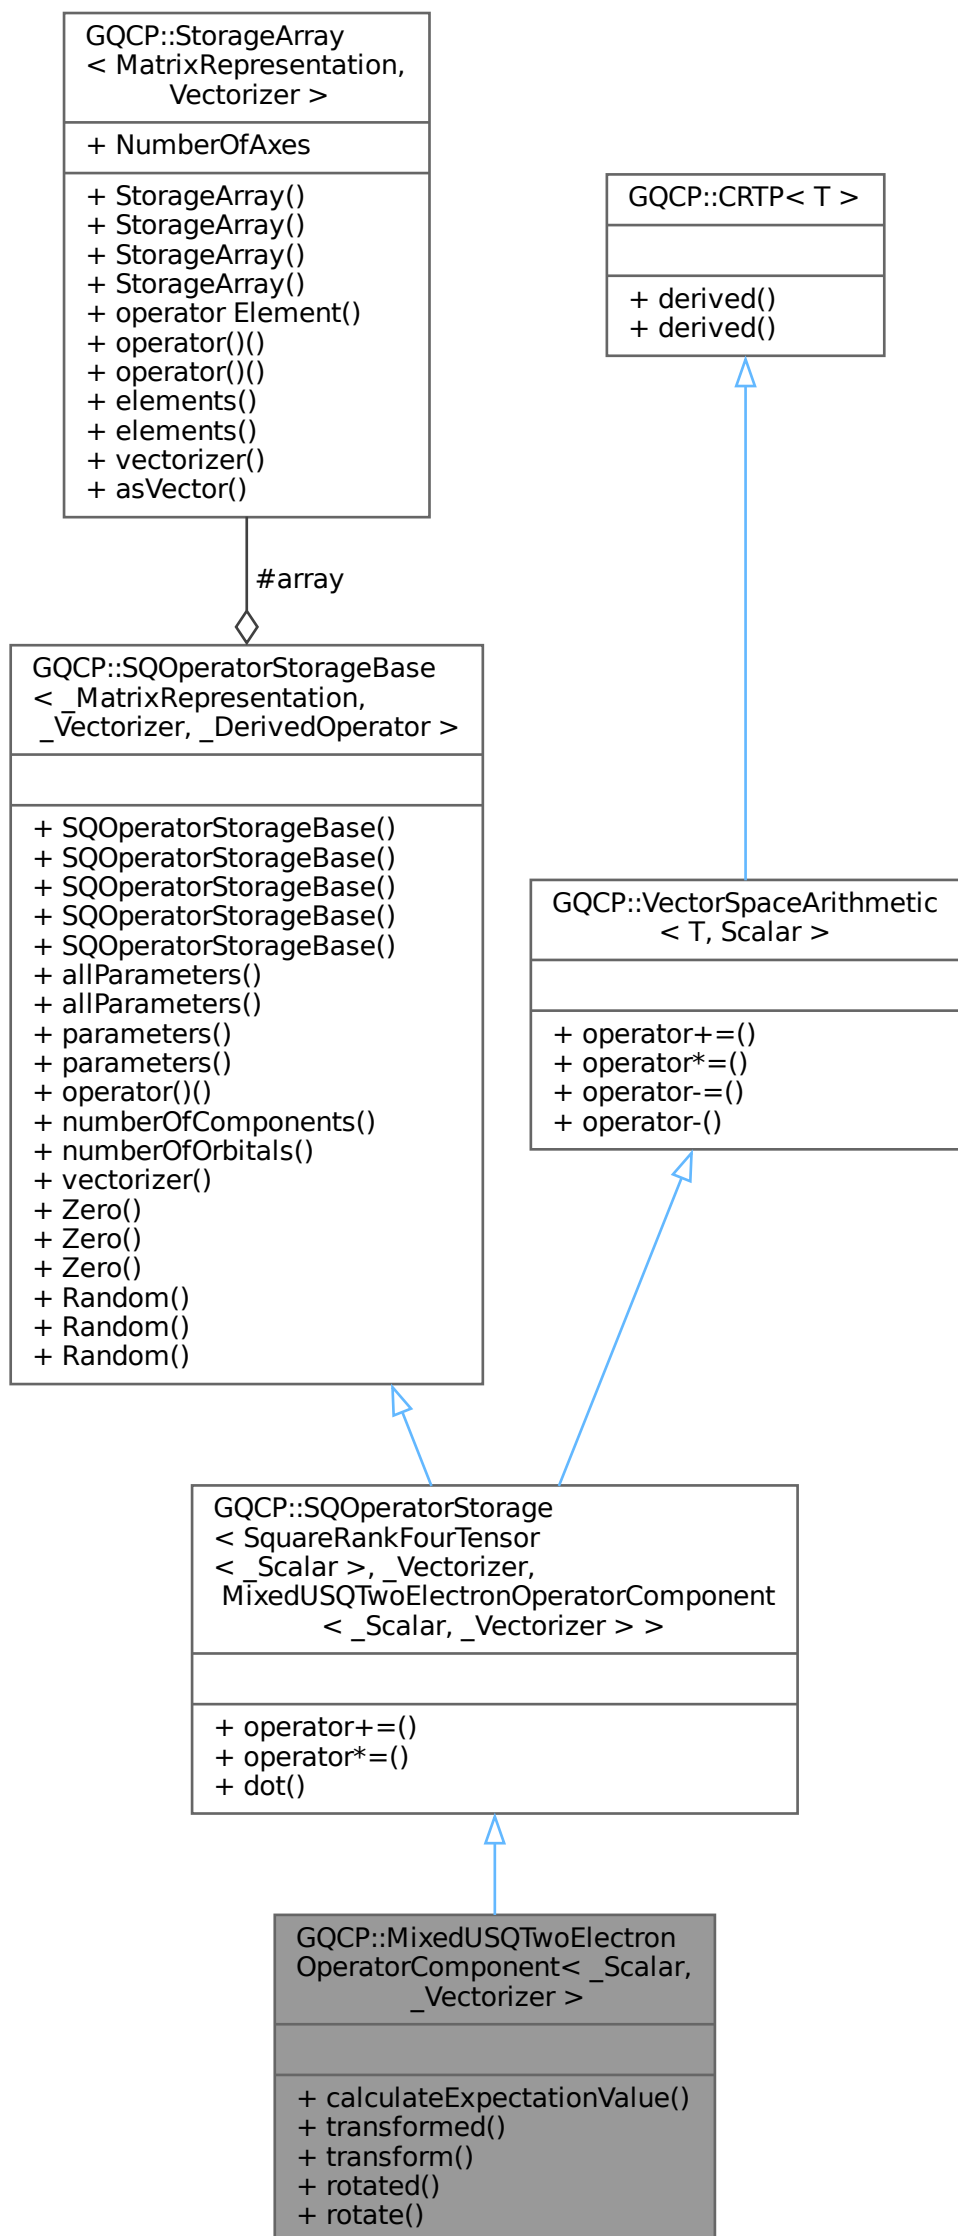 GQCP::StorageArray
< MatrixRepresentation,
Vectorizer >
+ NumberOfAxes
+ StorageArray()
+ StorageArray()
+ StorageArray()
+ StorageArray()
+ operator Element()
+ operator()()
+ operator()()
+ elements()
+ elements()
+ vectorizer()
+ asVector()
GQCP::CRTP< T >
+ derived()
+ derived()
#array
GQCP::SQOperatorStorageBase
< _MatrixRepresentation,
_Vectorizer, _DerivedOperator >
+ SQOperatorStorageBase()
+ SQOperatorStorageBase()
+ SQOperatorStorageBase()
+ SQOperatorStorageBase()
+ SQOperatorStorageBase()
+ allParameters()
+ allParameters()
+ parameters()
+ parameters()
+ operator()()
+ numberOfComponents()
+ numberOfOrbitals()
+ vectorizer()
+ Zero()
+ Zero()
+ Zero()
+ Random()
+ Random()
+ Random()
GQCP::VectorSpaceArithmetic
< T, Scalar >
+ operator+=()
+ operator*=()
+ operator-=()
+ operator-()
GQCP::SQOperatorStorage
< SquareRankFourTensor
< _Scalar >, _Vectorizer,
MixedUSQTwoElectronOperatorComponent
< _Scalar, _Vectorizer > >
+ operator+=()
+ operator*=()
+ dot()
GQCP::MixedUSQTwoElectron
OperatorComponent< _Scalar,
_Vectorizer >
+ calculateExpectationValue()
+ transformed()
+ transform()
+ rotated()
+ rotate()